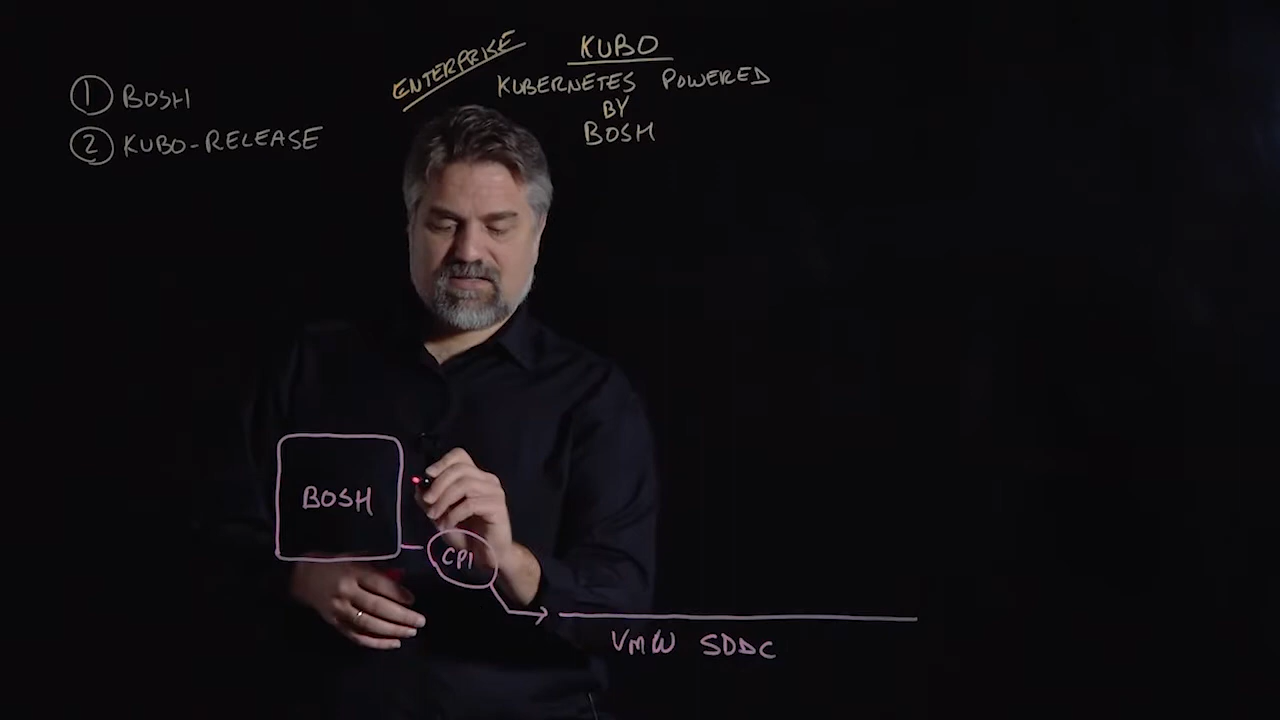 ENTERPRISE
KUBO
KUBERNETES POWERED
BY
BOSH
1 BOSH
2 KUBO-RELEASE
BOSH
CPI
VMW SDDC